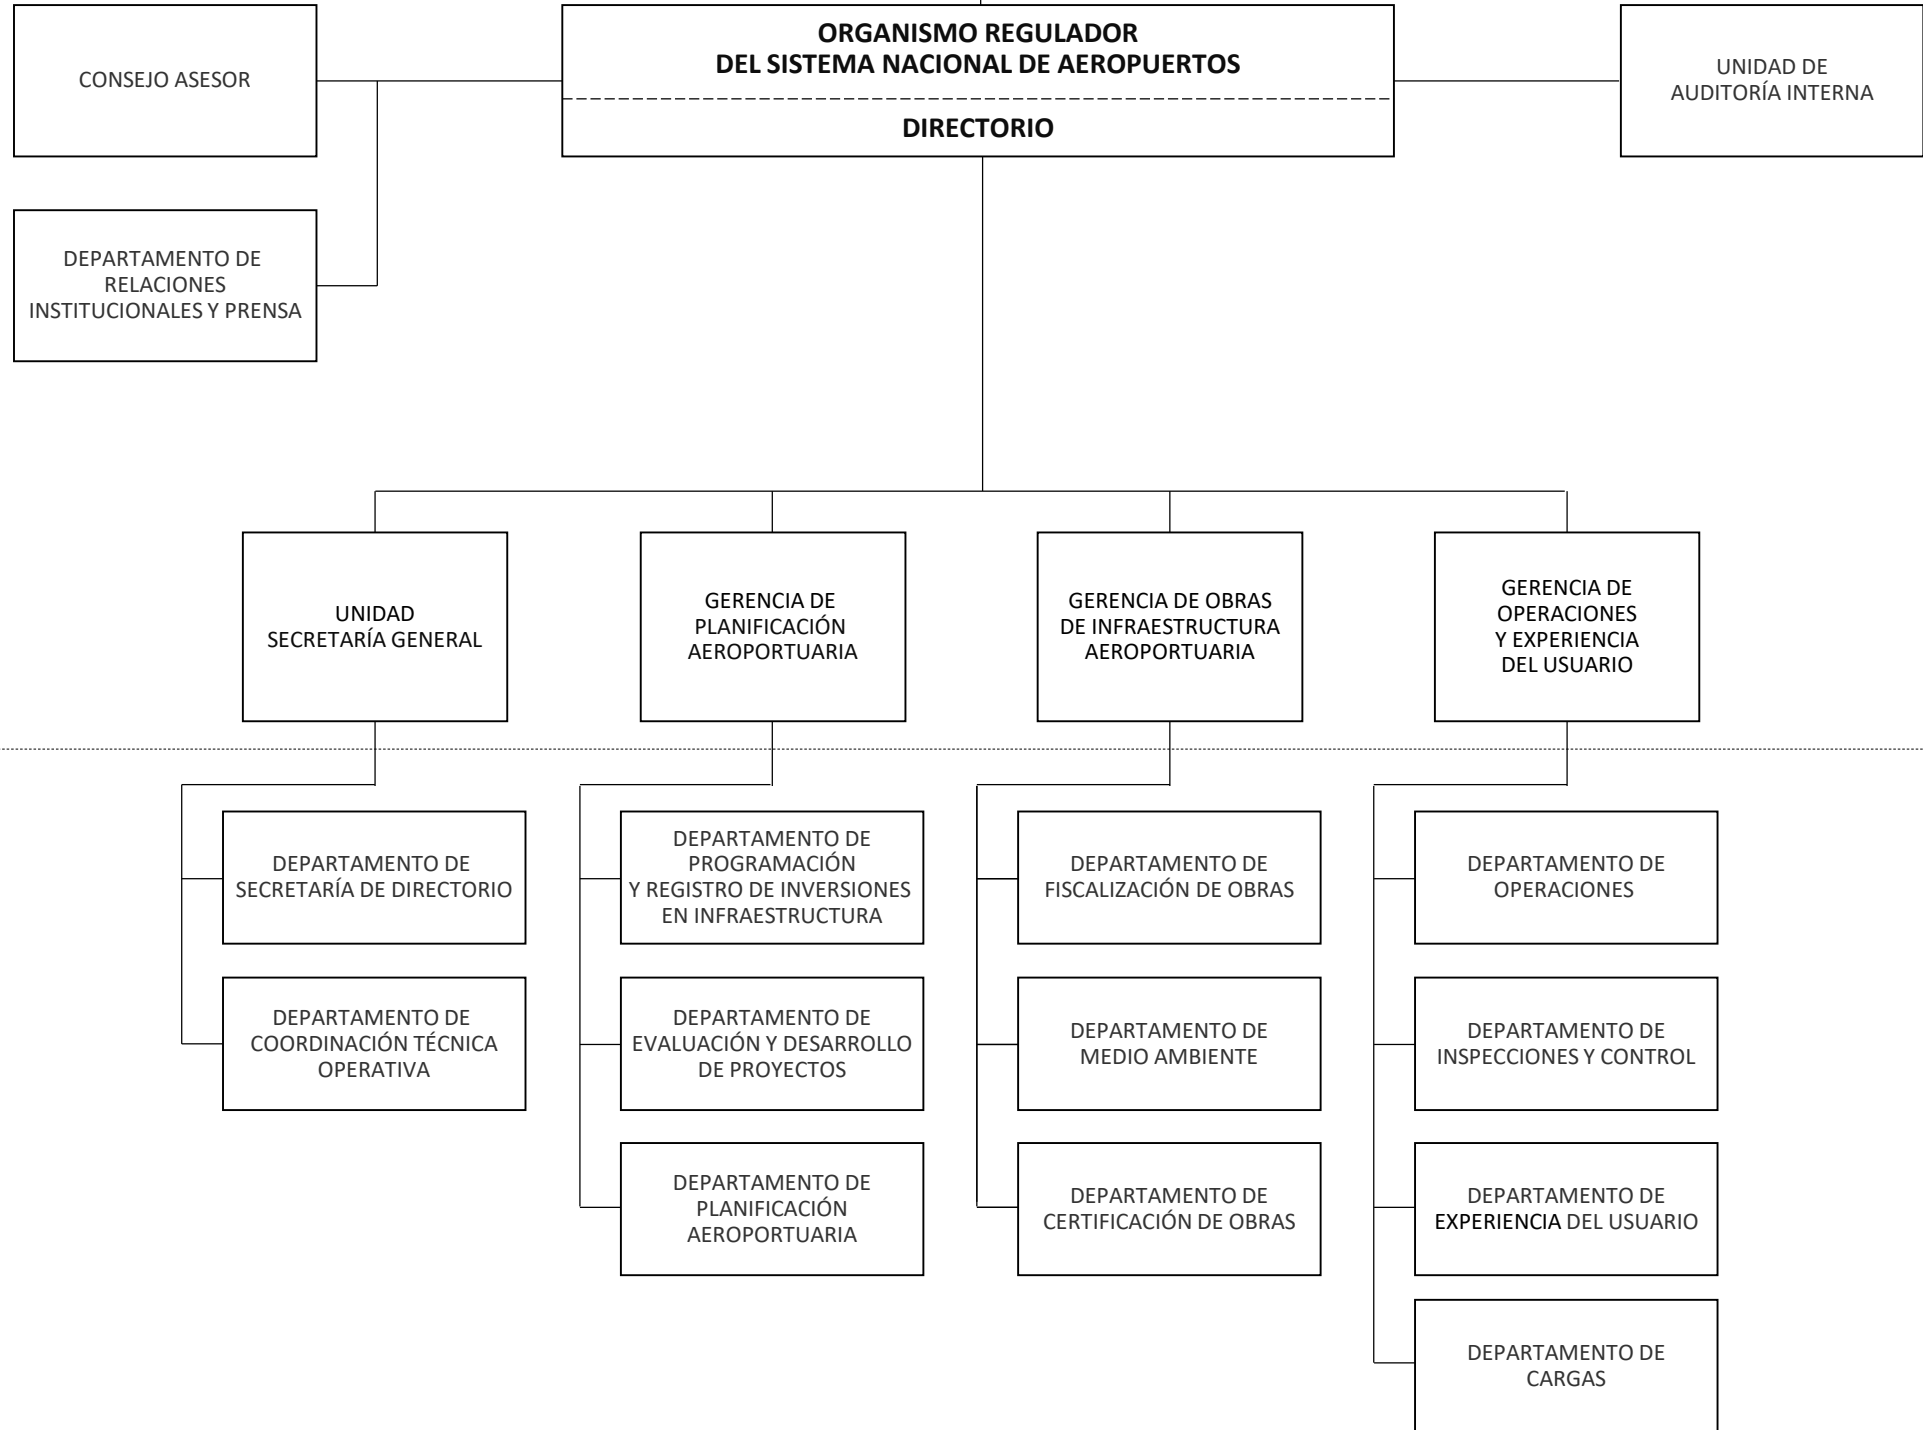 CONSEJO ASESOR
ORGANISMO REGULADOR
DEL SISTEMA NACIONAL DE AEROPUERTOS
DIRECTORIO
UNIDAD DE
AUDITORÍA INTERNA
DEPARTAMENTO DE
RELACIONES
INSTITUCIONALES Y PRENSA
UNIDAD
SECRETARÍA GENERAL
GERENCIA DE
PLANIFICACIÓN
AEROPORTUARIA
GERENCIA DE OBRAS
DE INFRAESTRUCTURA
AEROPORTUARIA
GERENCIA DE
OPERACIONES
Y EXPERIENCIA
DEL USUARIO
DEPARTAMENTO DE
SECRETARÍA DE DIRECTORIO
DEPARTAMENTO DE
PROGRAMACIÓN
Y REGISTRO DE INVERSIONES
EN INFRAESTRUCTURA
DEPARTAMENTO DE
FISCALIZACIÓN DE OBRAS
DEPARTAMENTO DE
OPERACIONES
DEPARTAMENTO DE
COORDINACIÓN TÉCNICA
OPERATIVA
DEPARTAMENTO DE
EVALUACIÓN Y DESARROLLO
DE PROYECTOS
DEPARTAMENTO DE
MEDIO AMBIENTE
DEPARTAMENTO DE
INSPECCIONES Y CONTROL
DEPARTAMENTO DE
PLANIFICACIÓN
AEROPORTUARIA
DEPARTAMENTO DE
CERTIFICACIÓN DE OBRAS
DEPARTAMENTO DE
EXPERIENCIA DEL USUARIO
DEPARTAMENTO DE
CARGAS